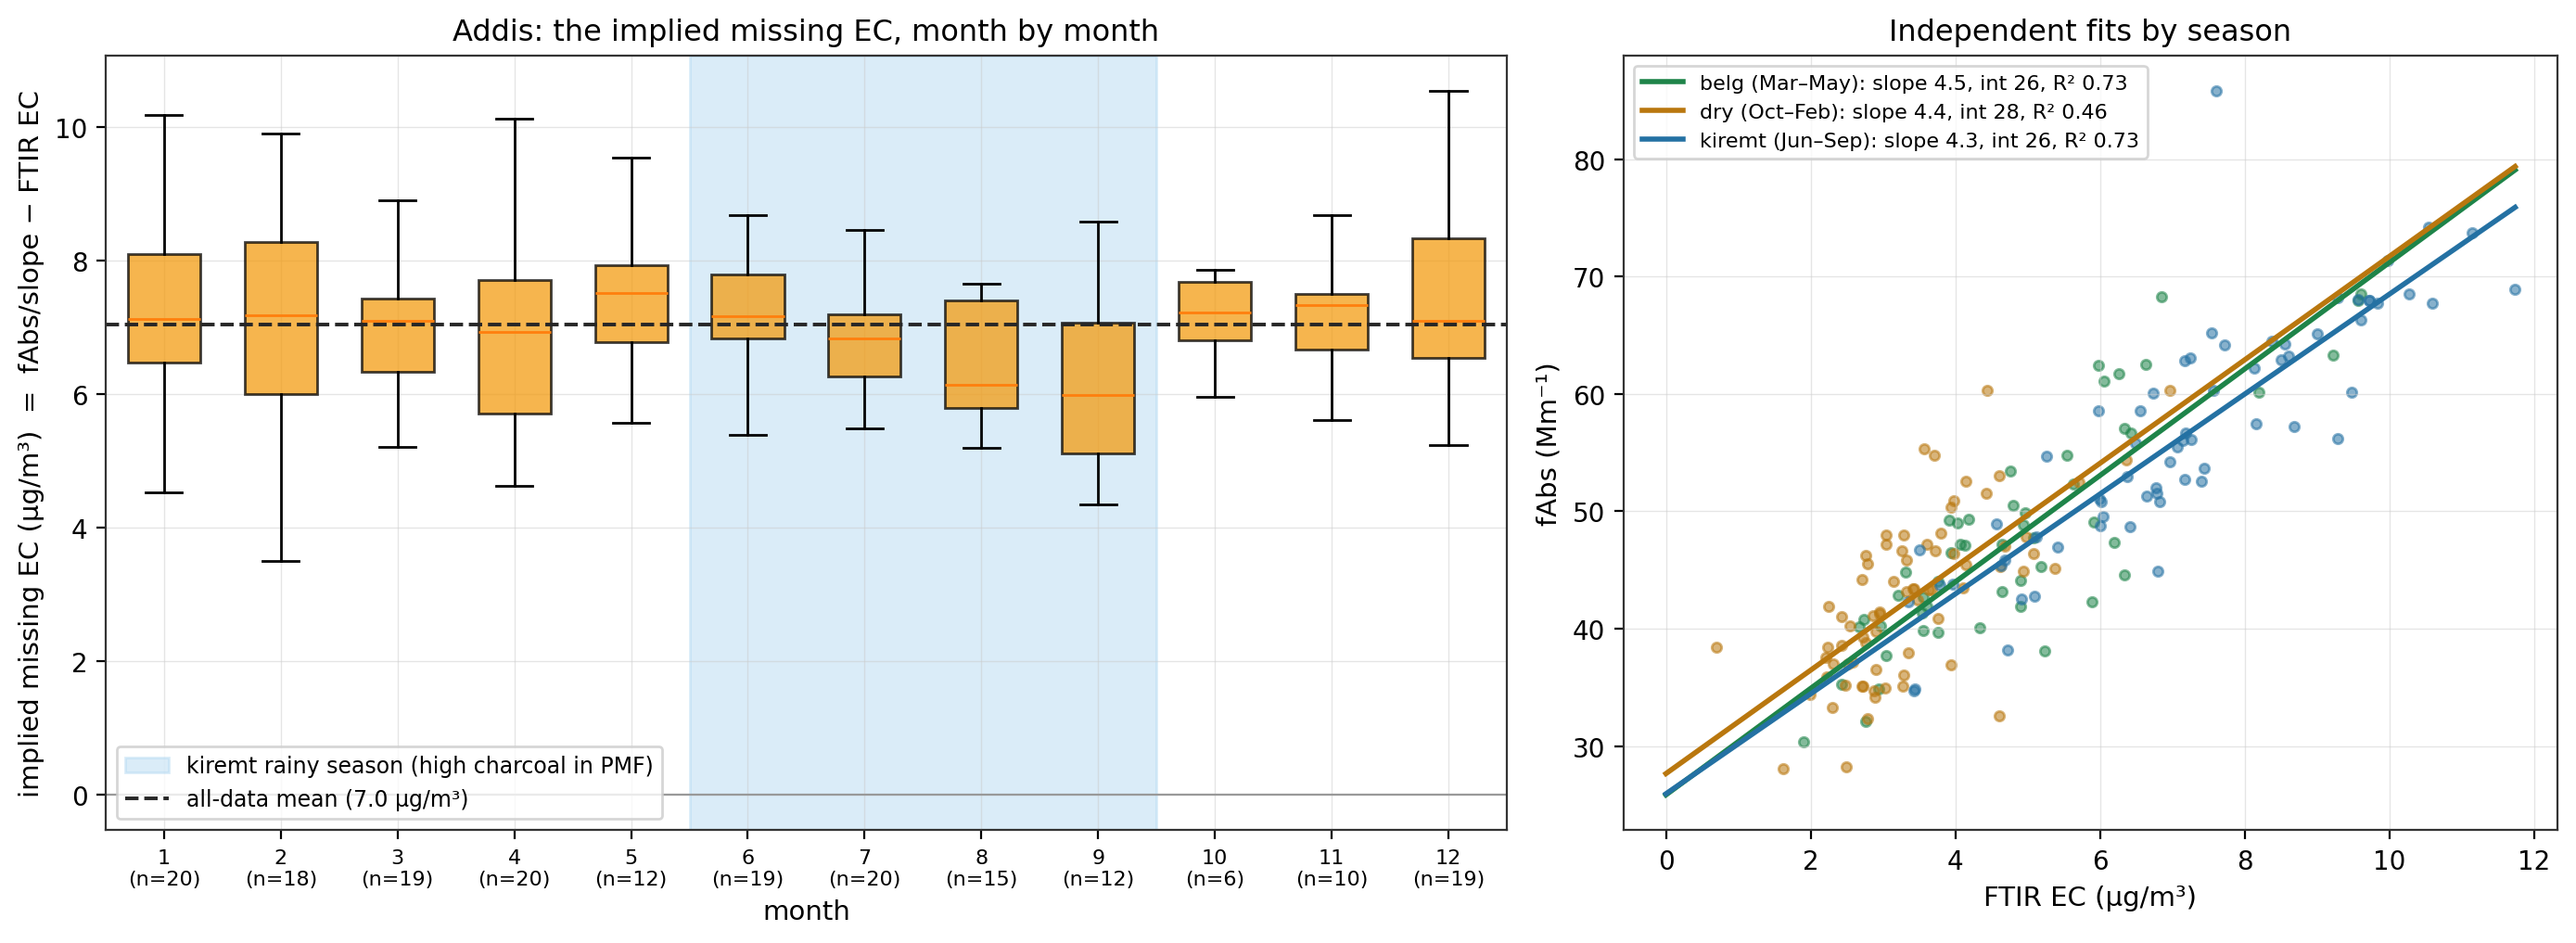 Addis: the implied missing EC, month by month
implied missing EC (µg/m³)  =  fAbs/slope − FTIR EC
10
8
6
4
2
0
kiremt rainy season (high charcoal in PMF)
all-data mean (7.0 µg/m³)
1 2 3 4 5 6 7 8 9 10 11 12
(n=20) (n=18) (n=19) (n=20) (n=12) (n=19) (n=20) (n=15) (n=12) (n=6) (n=10) (n=19)
month
Independent fits by season
belg (Mar–May): slope 4.5, int 26, R² 0.73
dry (Oct–Feb): slope 4.4, int 28, R² 0.46
kiremt (Jun–Sep): slope 4.3, int 26, R² 0.73
fAbs (Mm⁻¹)
80
70
60
50
40
30
0 2 4 6 8 10 12
FTIR EC (µg/m³)